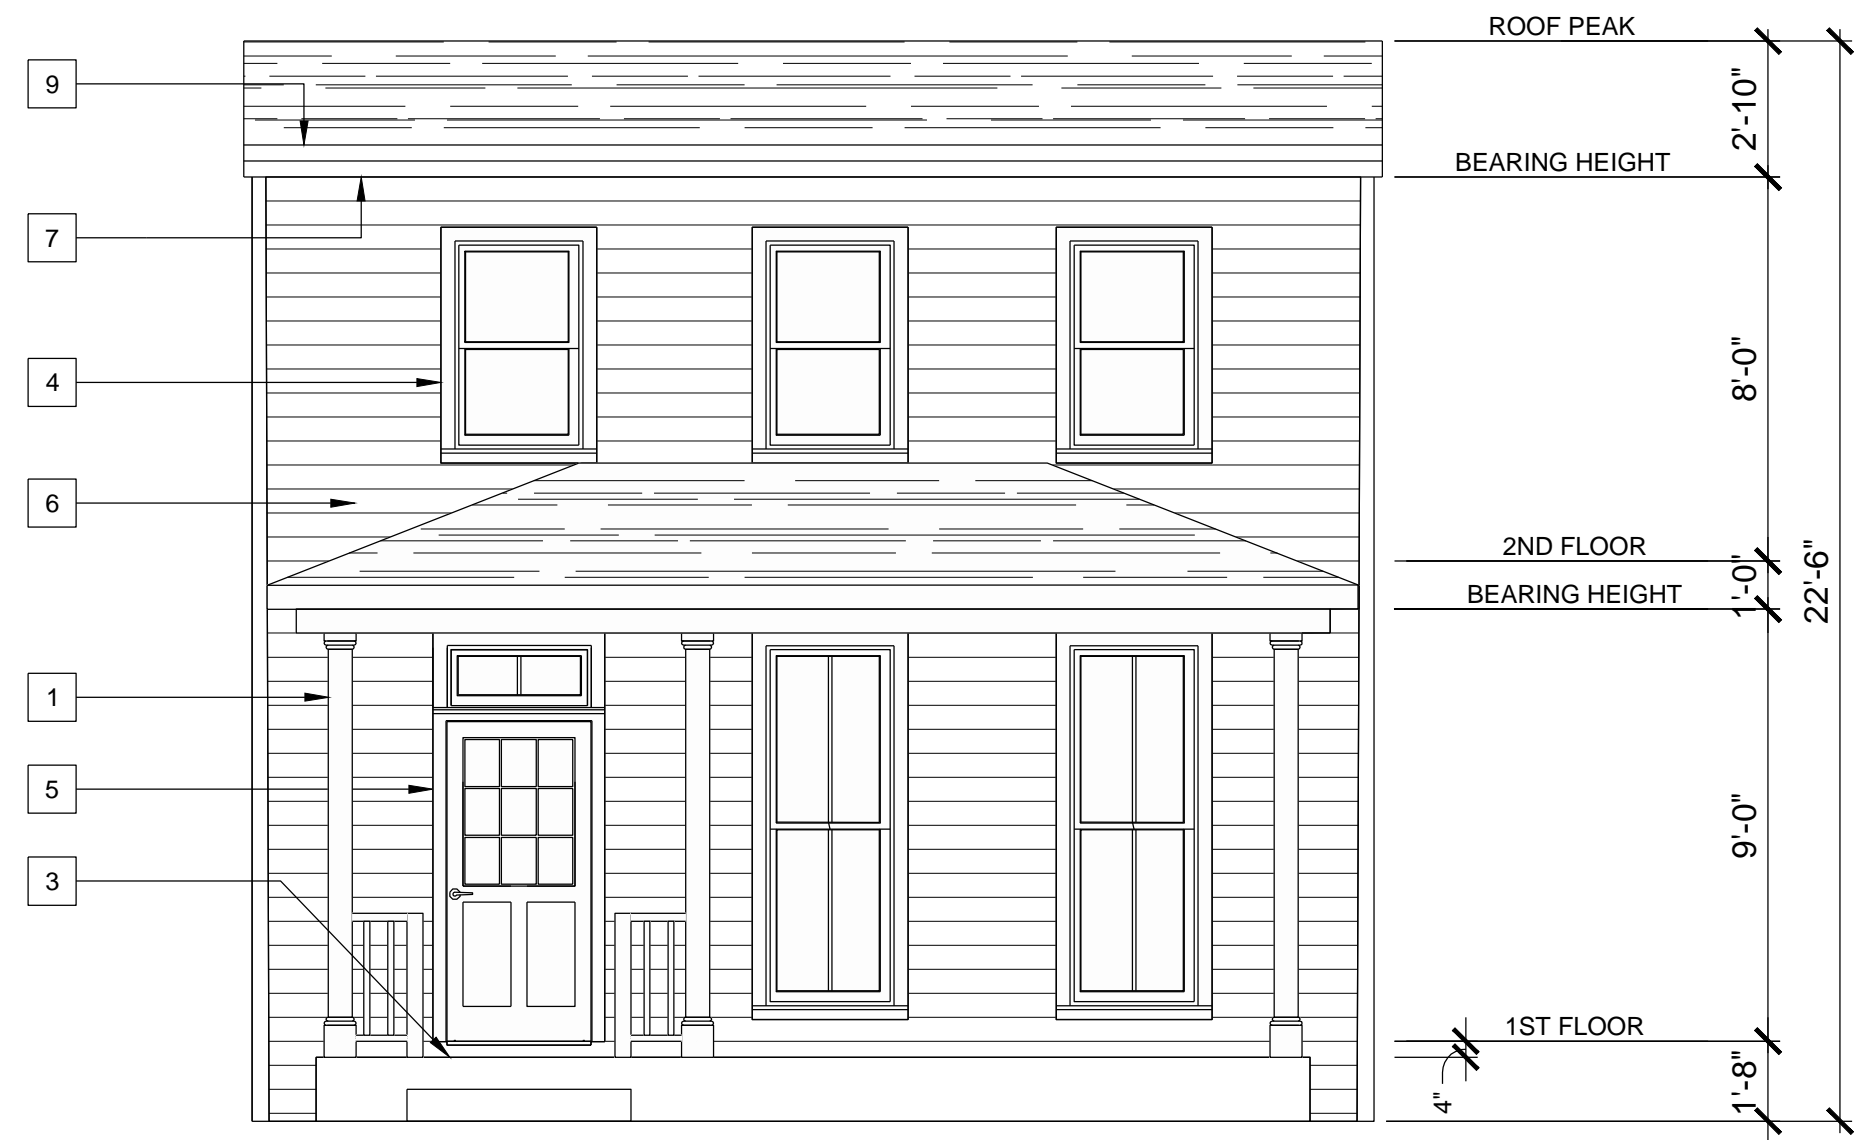 ROOF PEAK
9
2'-10"
BEARING HEIGHT
7
4
8'-0"
6
2ND FLOOR
1'-0"
22'-6"
BEARING HEIGHT
1
5
9'-0"
3
1ST FLOOR
4"
1'-8"